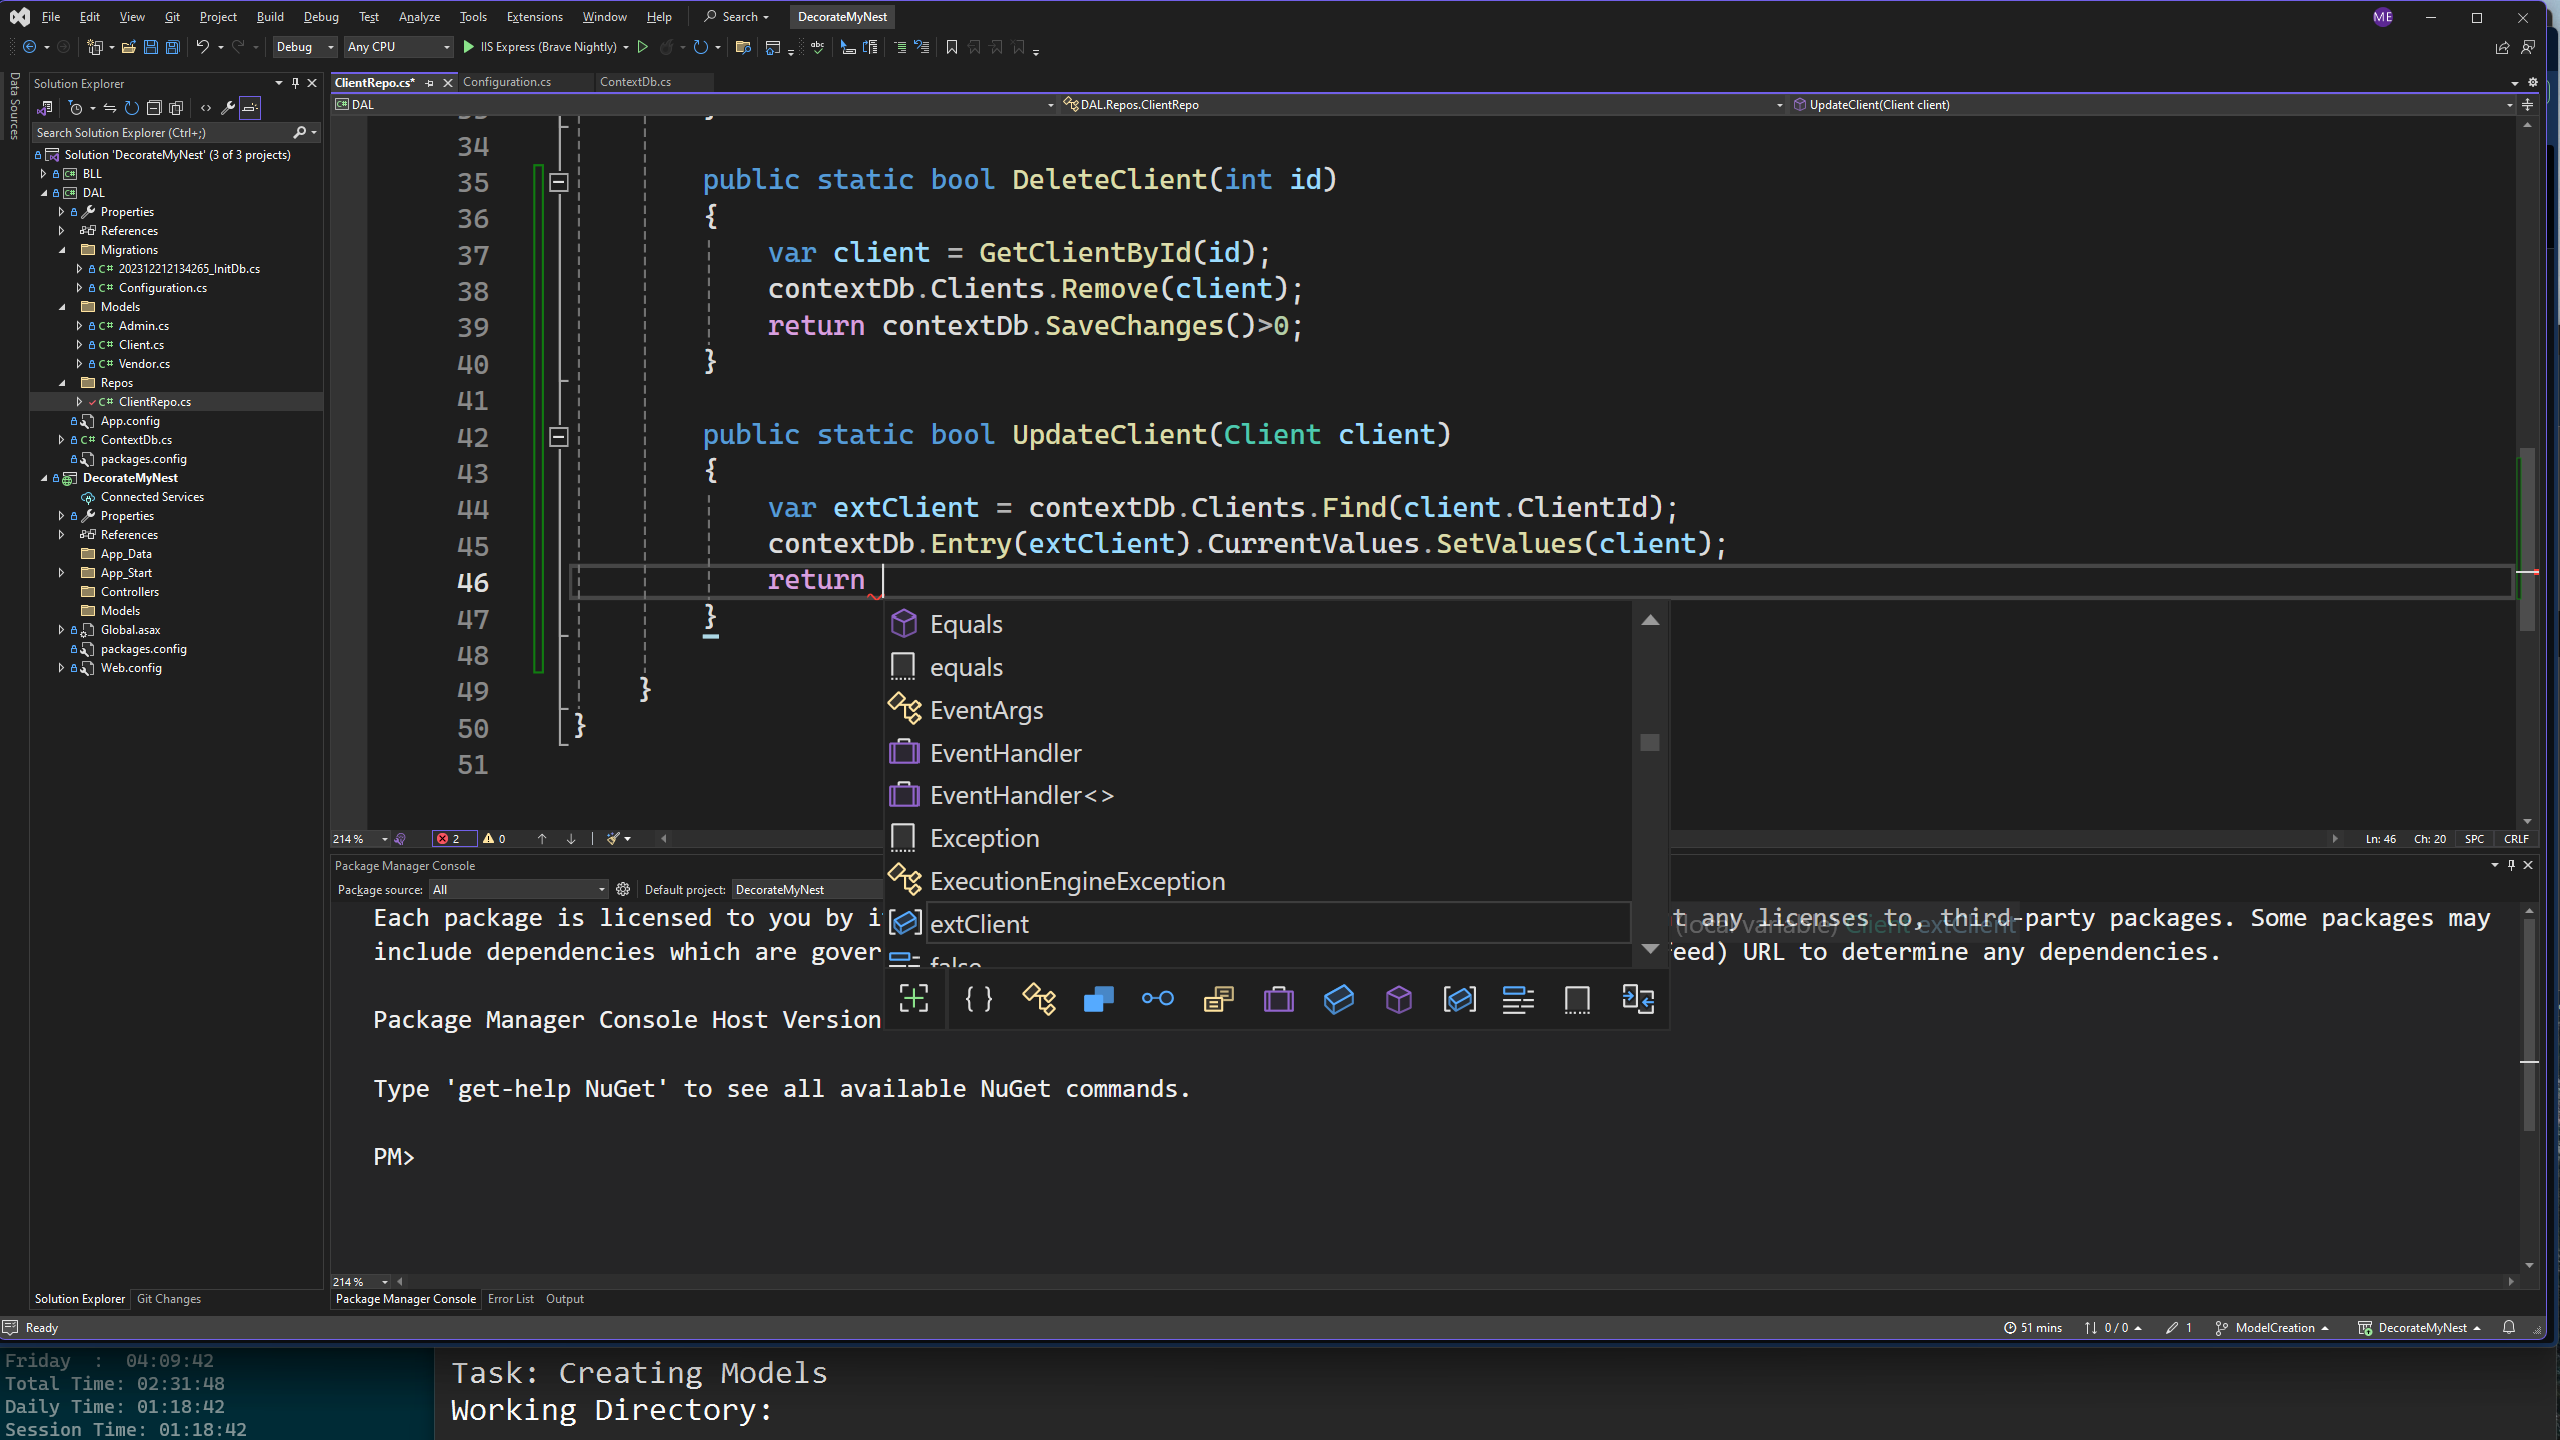 File Edit View Git Project Build Debug Test Analyze Tools Extensions Window Help Search DecorateMyNest ME
Debug Any CPU IIS Express (Brave Nightly)
Data Sources
Solution Explorer
Search Solution Explorer (Ctrl+;)
Solution 'DecorateMyNest' (3 of 3 projects)
BLL
DAL
Properties
References
Migrations
C# 202312212134265_InitDb.cs
C# Configuration.cs
Models
C# Admin.cs
C# Client.cs
C# Vendor.cs
Repos
C# ClientRepo.cs
App.config
C# ContextDb.cs
packages.config
DecorateMyNest
Connected Services
Properties
References
App_Data
App_Start
Controllers
Models
Global.asax
packages.config
Web.config
Solution Explorer Git Changes
ClientRepo.cs* Configuration.cs ContextDb.cs
C# DAL DAL.Repos.ClientRepo UpdateClient(Client client)
34
35 public static bool DeleteClient(int id)
36 {
37 var client = GetClientById(id);
38 contextDb.Clients.Remove(client);
39 return contextDb.SaveChanges()>0;
40 }
41
42 public static bool UpdateClient(Client client)
43 {
44 var extClient = contextDb.Clients.Find(client.ClientId);
45 contextDb.Entry(extClient).CurrentValues.SetValues(client);
46 return
47 }
48
49 }
50 }
51
Equals
equals
EventArgs
EventHandler
EventHandler<>
Exception
ExecutionEngineException
extClient
false
(local variable) Client extClient
214 % 2 0 Ln: 46 Ch: 20 SPC CRLF
Package Manager Console
Package source: All Default project: DecorateMyNest
Each package is licensed to you by i t any licenses to, third-party packages. Some packages may
include dependencies which are gover eed) URL to determine any dependencies.
Package Manager Console Host Version
Type 'get-help NuGet' to see all available NuGet commands.
PM>
214 %
Package Manager Console Error List Output
Ready 51 mins 0 / 0 1 ModelCreation DecorateMyNest
Friday : 04:09:42
Total Time: 02:31:48
Daily Time: 01:18:42
Session Time: 01:18:42
Task: Creating Models
Working Directory: